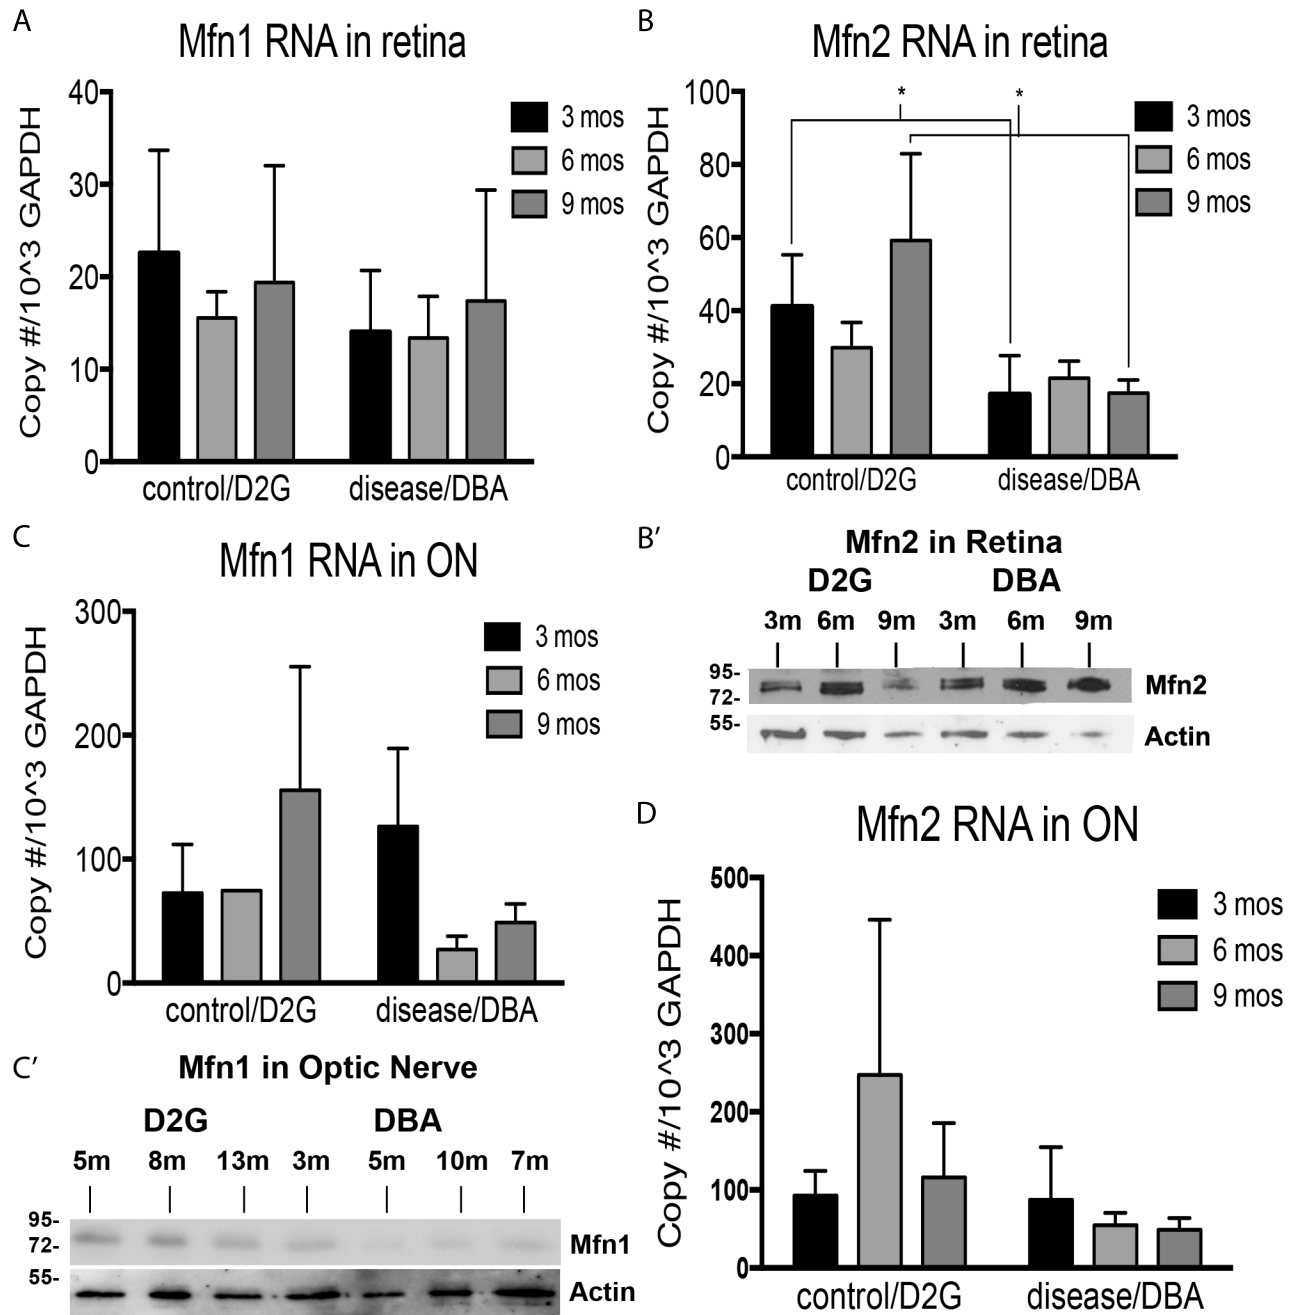 A
Mfn1 RNA in retina
Copy #/10^3 GAPDH
40
30
20
10
0
3 mos
6 mos
9 mos
control/D2G disease/DBA
B
Mfn2 RNA in retina
Copy #/10^3 GAPDH
100
80
60
40
20
0
* *
3 mos
6 mos
9 mos
control/D2G disease/DBA
C
Mfn1 RNA in ON
Copy #/10^3 GAPDH
300
200
100
0
3 mos
6 mos
9 mos
control/D2G disease/DBA
B′
Mfn2 in Retina
D2G DBA
3m 6m 9m 3m 6m 9m
95-
72-
55-
Mfn2
Actin
C′
Mfn1 in Optic Nerve
D2G DBA
5m 8m 13m 3m 5m 10m 7m
95-
72-
55-
Mfn1
Actin
D
Mfn2 RNA in ON
Copy #/10^3 GAPDH
500
400
300
200
100
0
3 mos
6 mos
9 mos
control/D2G disease/DBA